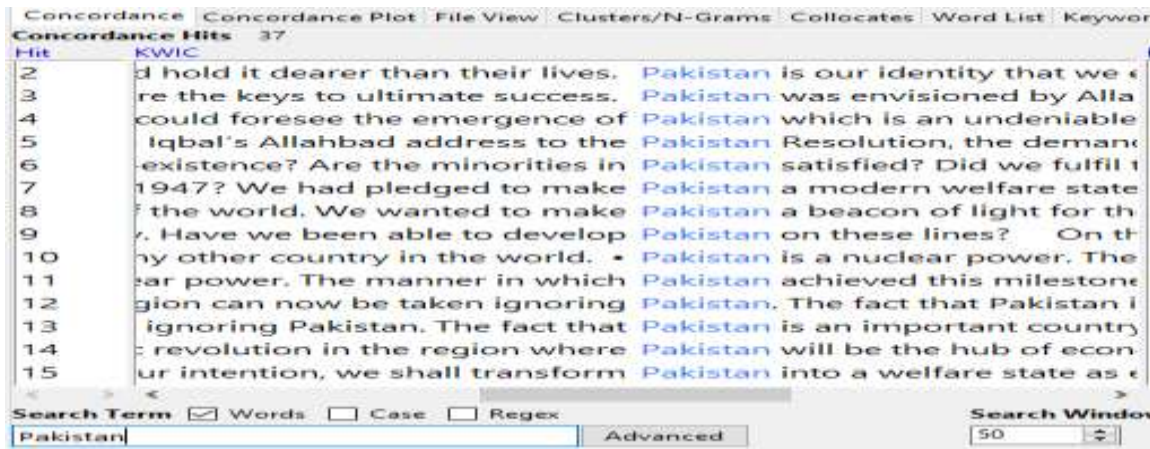 Concordance Concordance Plot File View Clusters/N-Grams Collocates Word List Keywor
Concordance Hits 37
Hit KWIC
2 d hold it dearer than their lives. Pakistan is our identity that we e
3 re the keys to ultimate success. Pakistan was envisioned by Alla
4 could foresee the emergence of Pakistan which is an undeniable
5 Iqbal's Allahbad address to the Pakistan Resolution, the demand
6 existence? Are the minorities in Pakistan satisfied? Did we fulfil t
7 1947? We had pledged to make Pakistan a modern welfare state
8 f the world. We wanted to make Pakistan a beacon of light for th
9 . Have we been able to develop Pakistan on these lines? On th
10 ny other country in the world. • Pakistan is a nuclear power. The
11 ear power. The manner in which Pakistan achieved this milestone
12 gion can now be taken ignoring Pakistan. The fact that Pakistan i
13 ignoring Pakistan. The fact that Pakistan is an important country
14 c revolution in the region where Pakistan will be the hub of econ
15 ur intention, we shall transform Pakistan into a welfare state as e
Search Term Words Case Regex Search Window
Pakistan Advanced 50